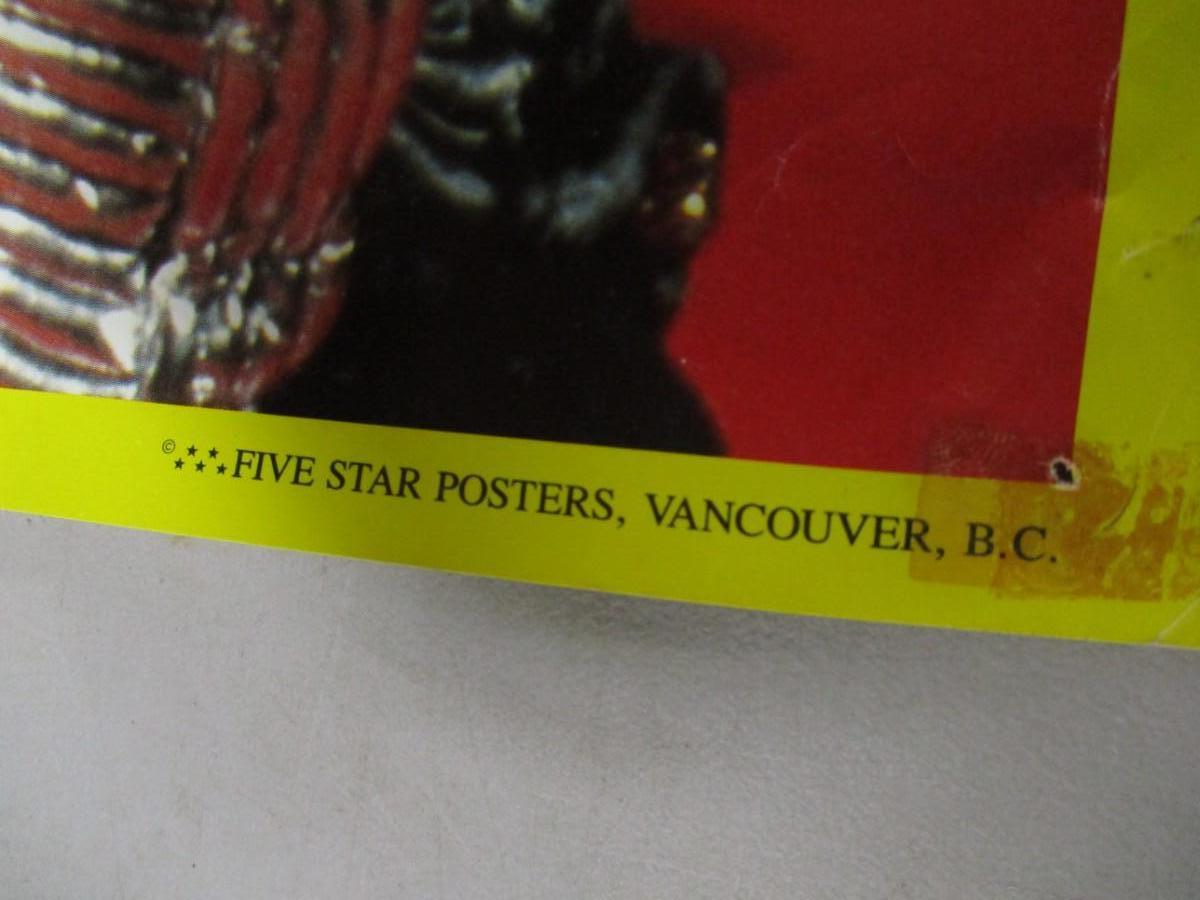 © ★★★★★★ FIVE STAR POSTERS, VANCOUVER, B.C.